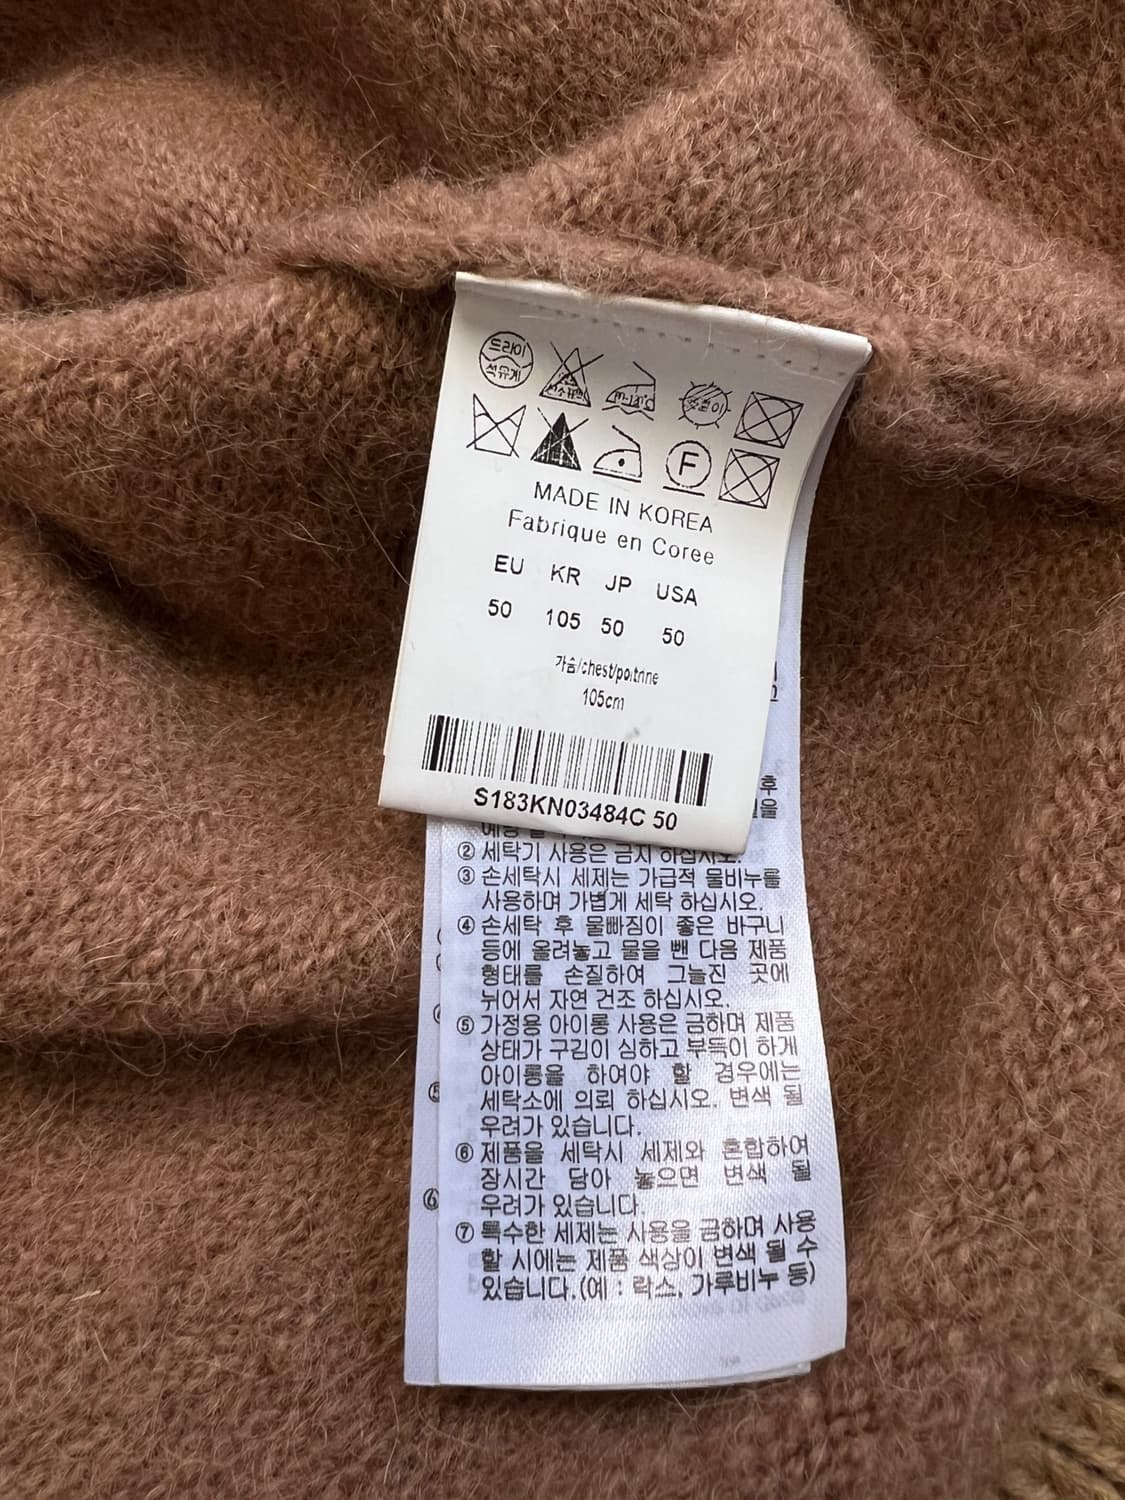 드라이
석유계
염소표백
80~120°C
옷걸이
F
MADE IN KOREA
Fabrique en Coree
EU KR JP USA
50 105 50 50
가슴/chest/poitrine
105cm
S183KN03484C 50
후
을
② 세탁기 사용은 금지 하십시오.
③ 손세탁시 세제는 가급적 물비누를
사용하며 가볍게 세탁 하십시오.
④ 손세탁 후 물빠짐이 좋은 바구니
등에 올려놓고 물을 뺀 다음 제품
형태를 손질하여 그늘진 곳에
뉘어서 자연 건조 하십시오.
⑤ 가정용 아이롱 사용은 금하며 제품
상태가 구김이 심하고 부득이 하게
아이롱을 하여야 할 경우에는
세탁소에 의뢰 하십시오. 변색 될
우려가 있습니다.
⑥ 제품을 세탁시 세제와 혼합하여
장시간 담아 놓으면 변색 될
우려가 있습니다.
⑦ 특수한 세제는 사용을 금하며 사용
할 시에는 제품 색상이 변색 될 수
있습니다.(예 : 락스, 가루비누 등)
⑤
⑥